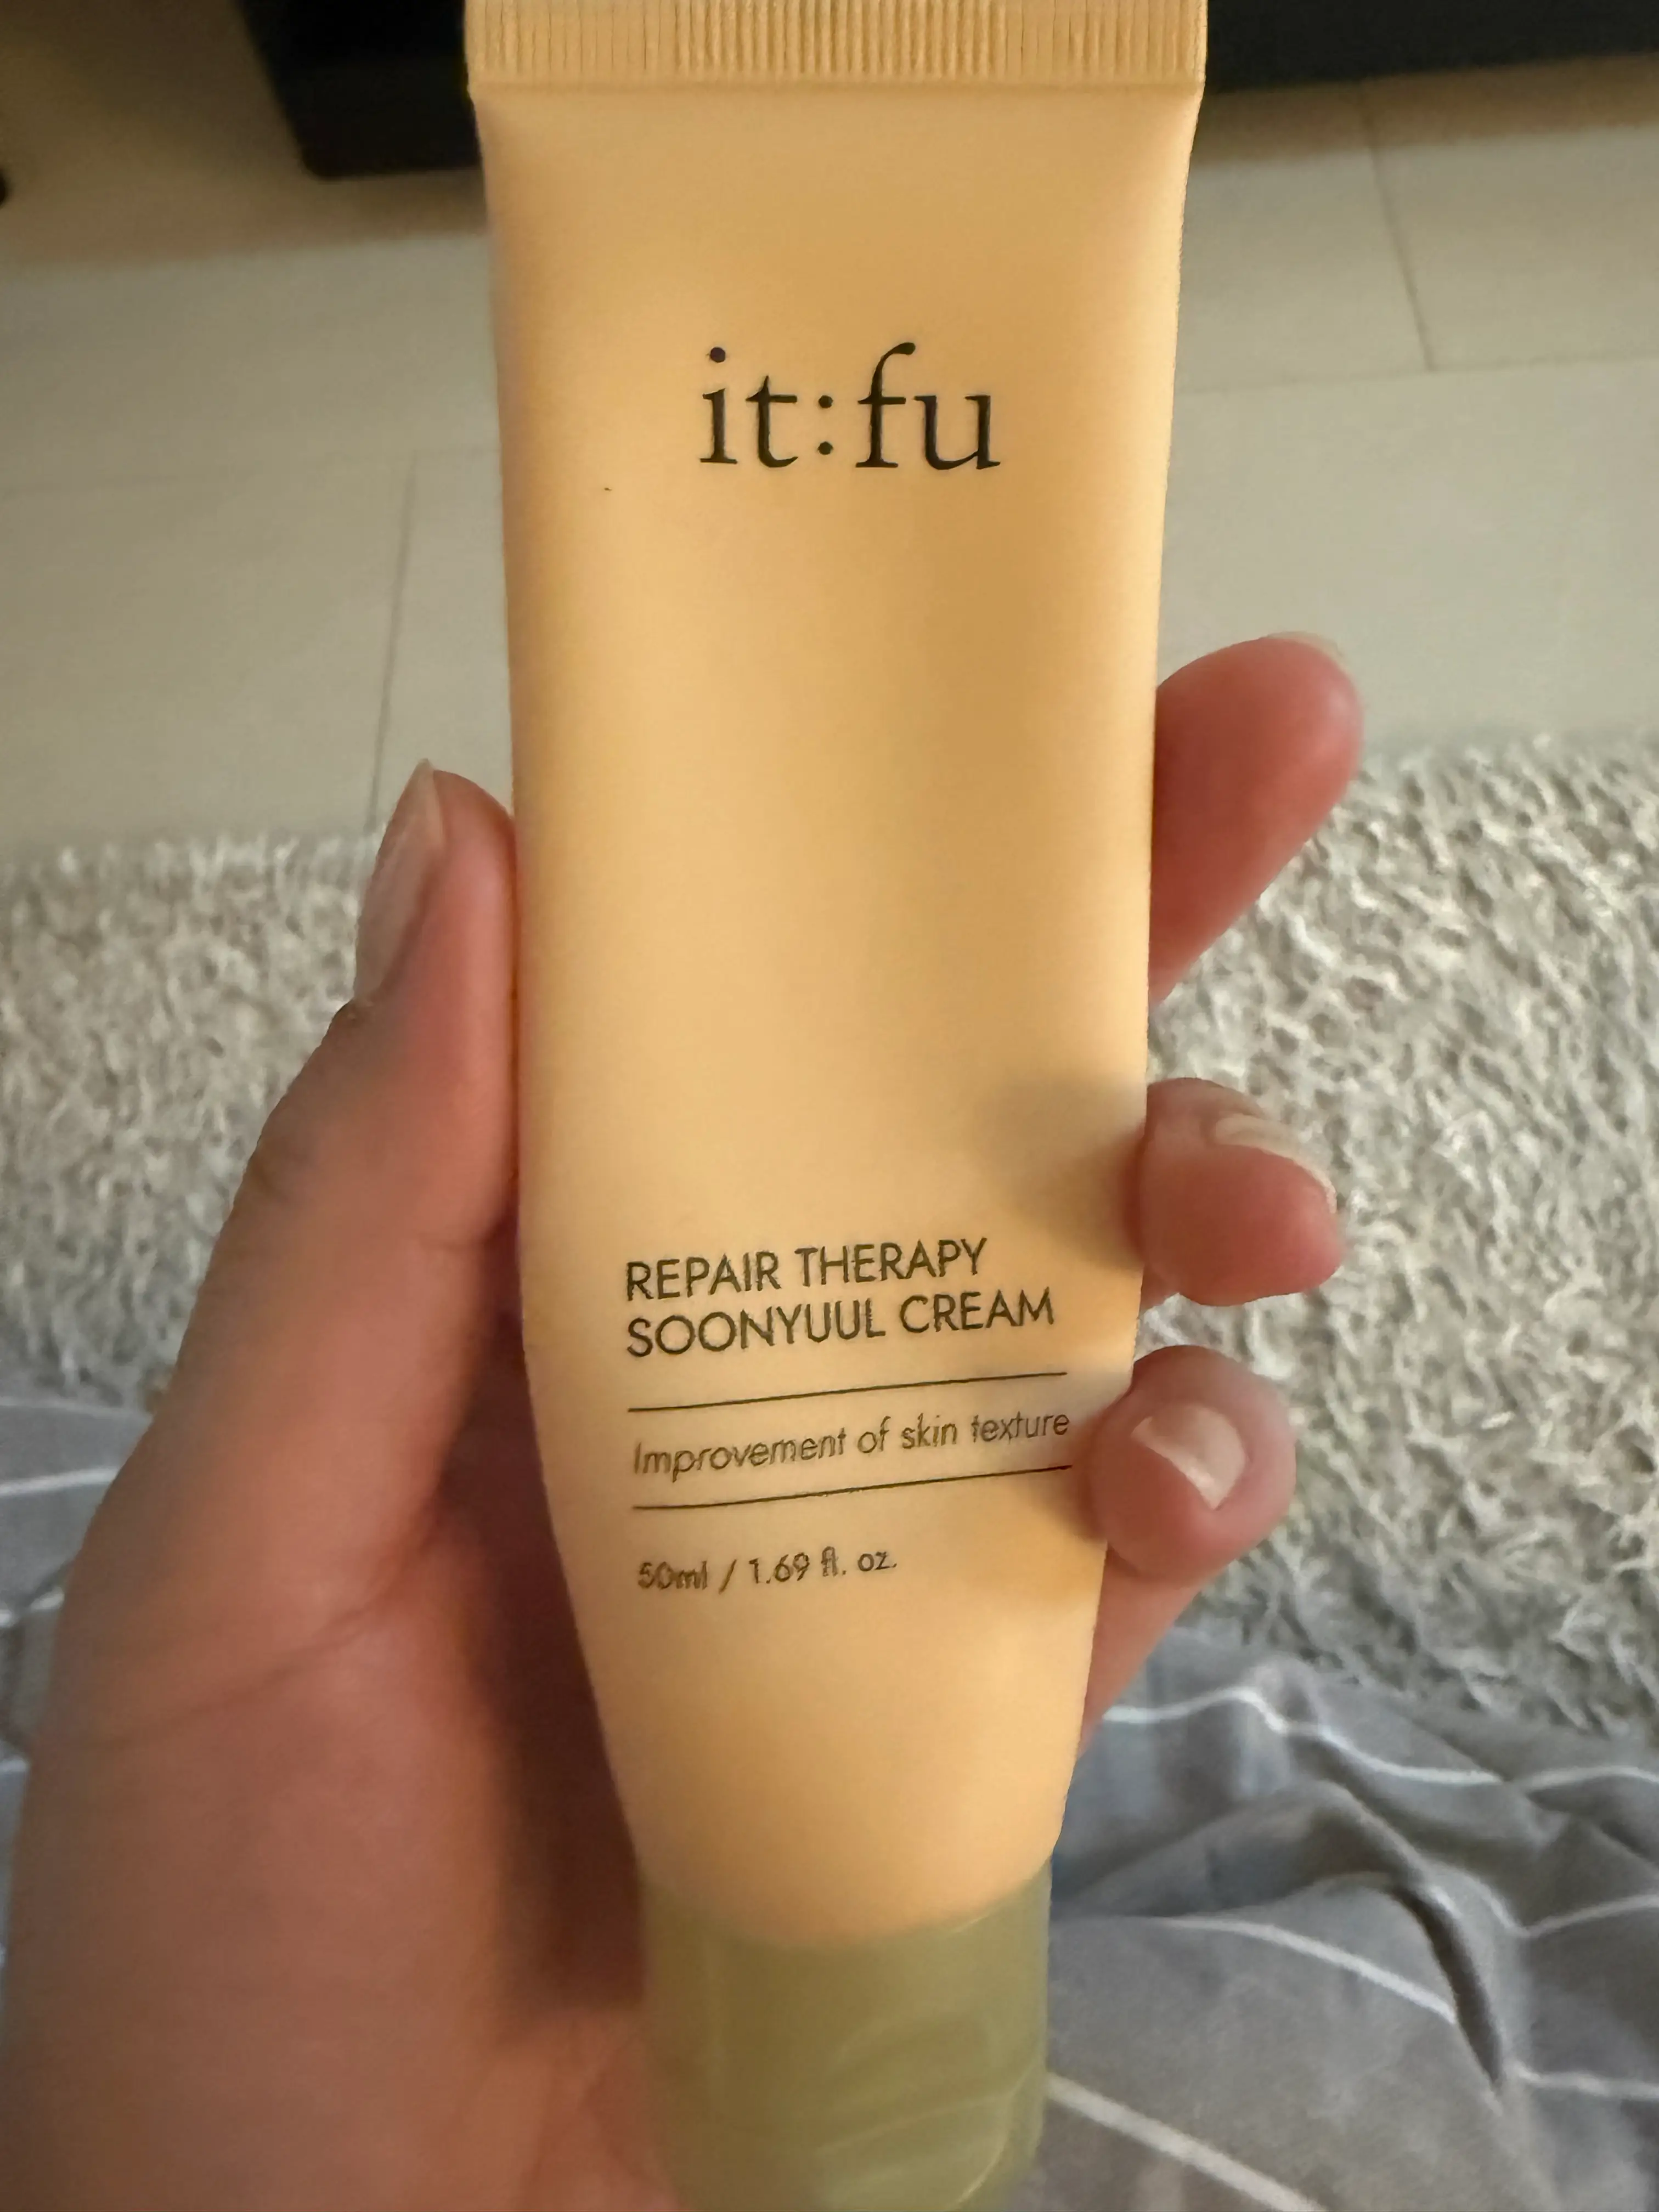 it:fu
REPAIR THERAPY
SOONYUUL CREAM
Improvement of skin texture
50ml / 1.69 fl. oz.